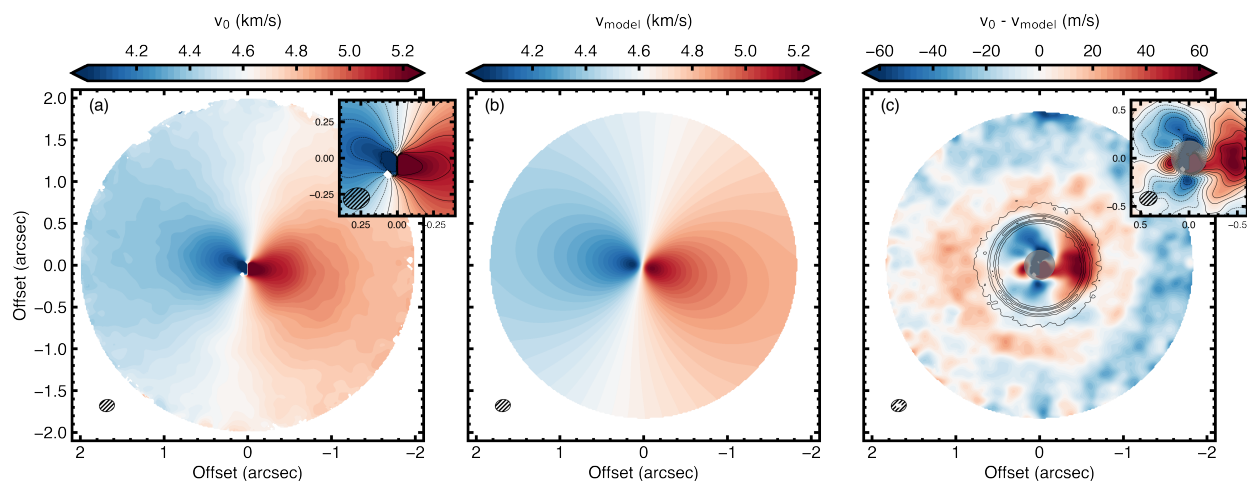 v0 (km/s)
4.2 4.4 4.6 4.8 5.0 5.2
vmodel (km/s)
4.2 4.4 4.6 4.8 5.0 5.2
v0 - vmodel (m/s)
−60 −40 −20 0 20 40 60
(a)
2.0
1.5
1.0
0.5
0.0
−0.5
−1.0
−1.5
−2.0
Offset (arcsec)
2 1 0 −1 −2
Offset (arcsec)
0.25
0.00
−0.25
0.25 0.00 −0.25
(b)
2 1 0 −1 −2
Offset (arcsec)
(c)
2 1 0 −1 −2
Offset (arcsec)
0.5
0.0
−0.5
0.5 0.0 −0.5